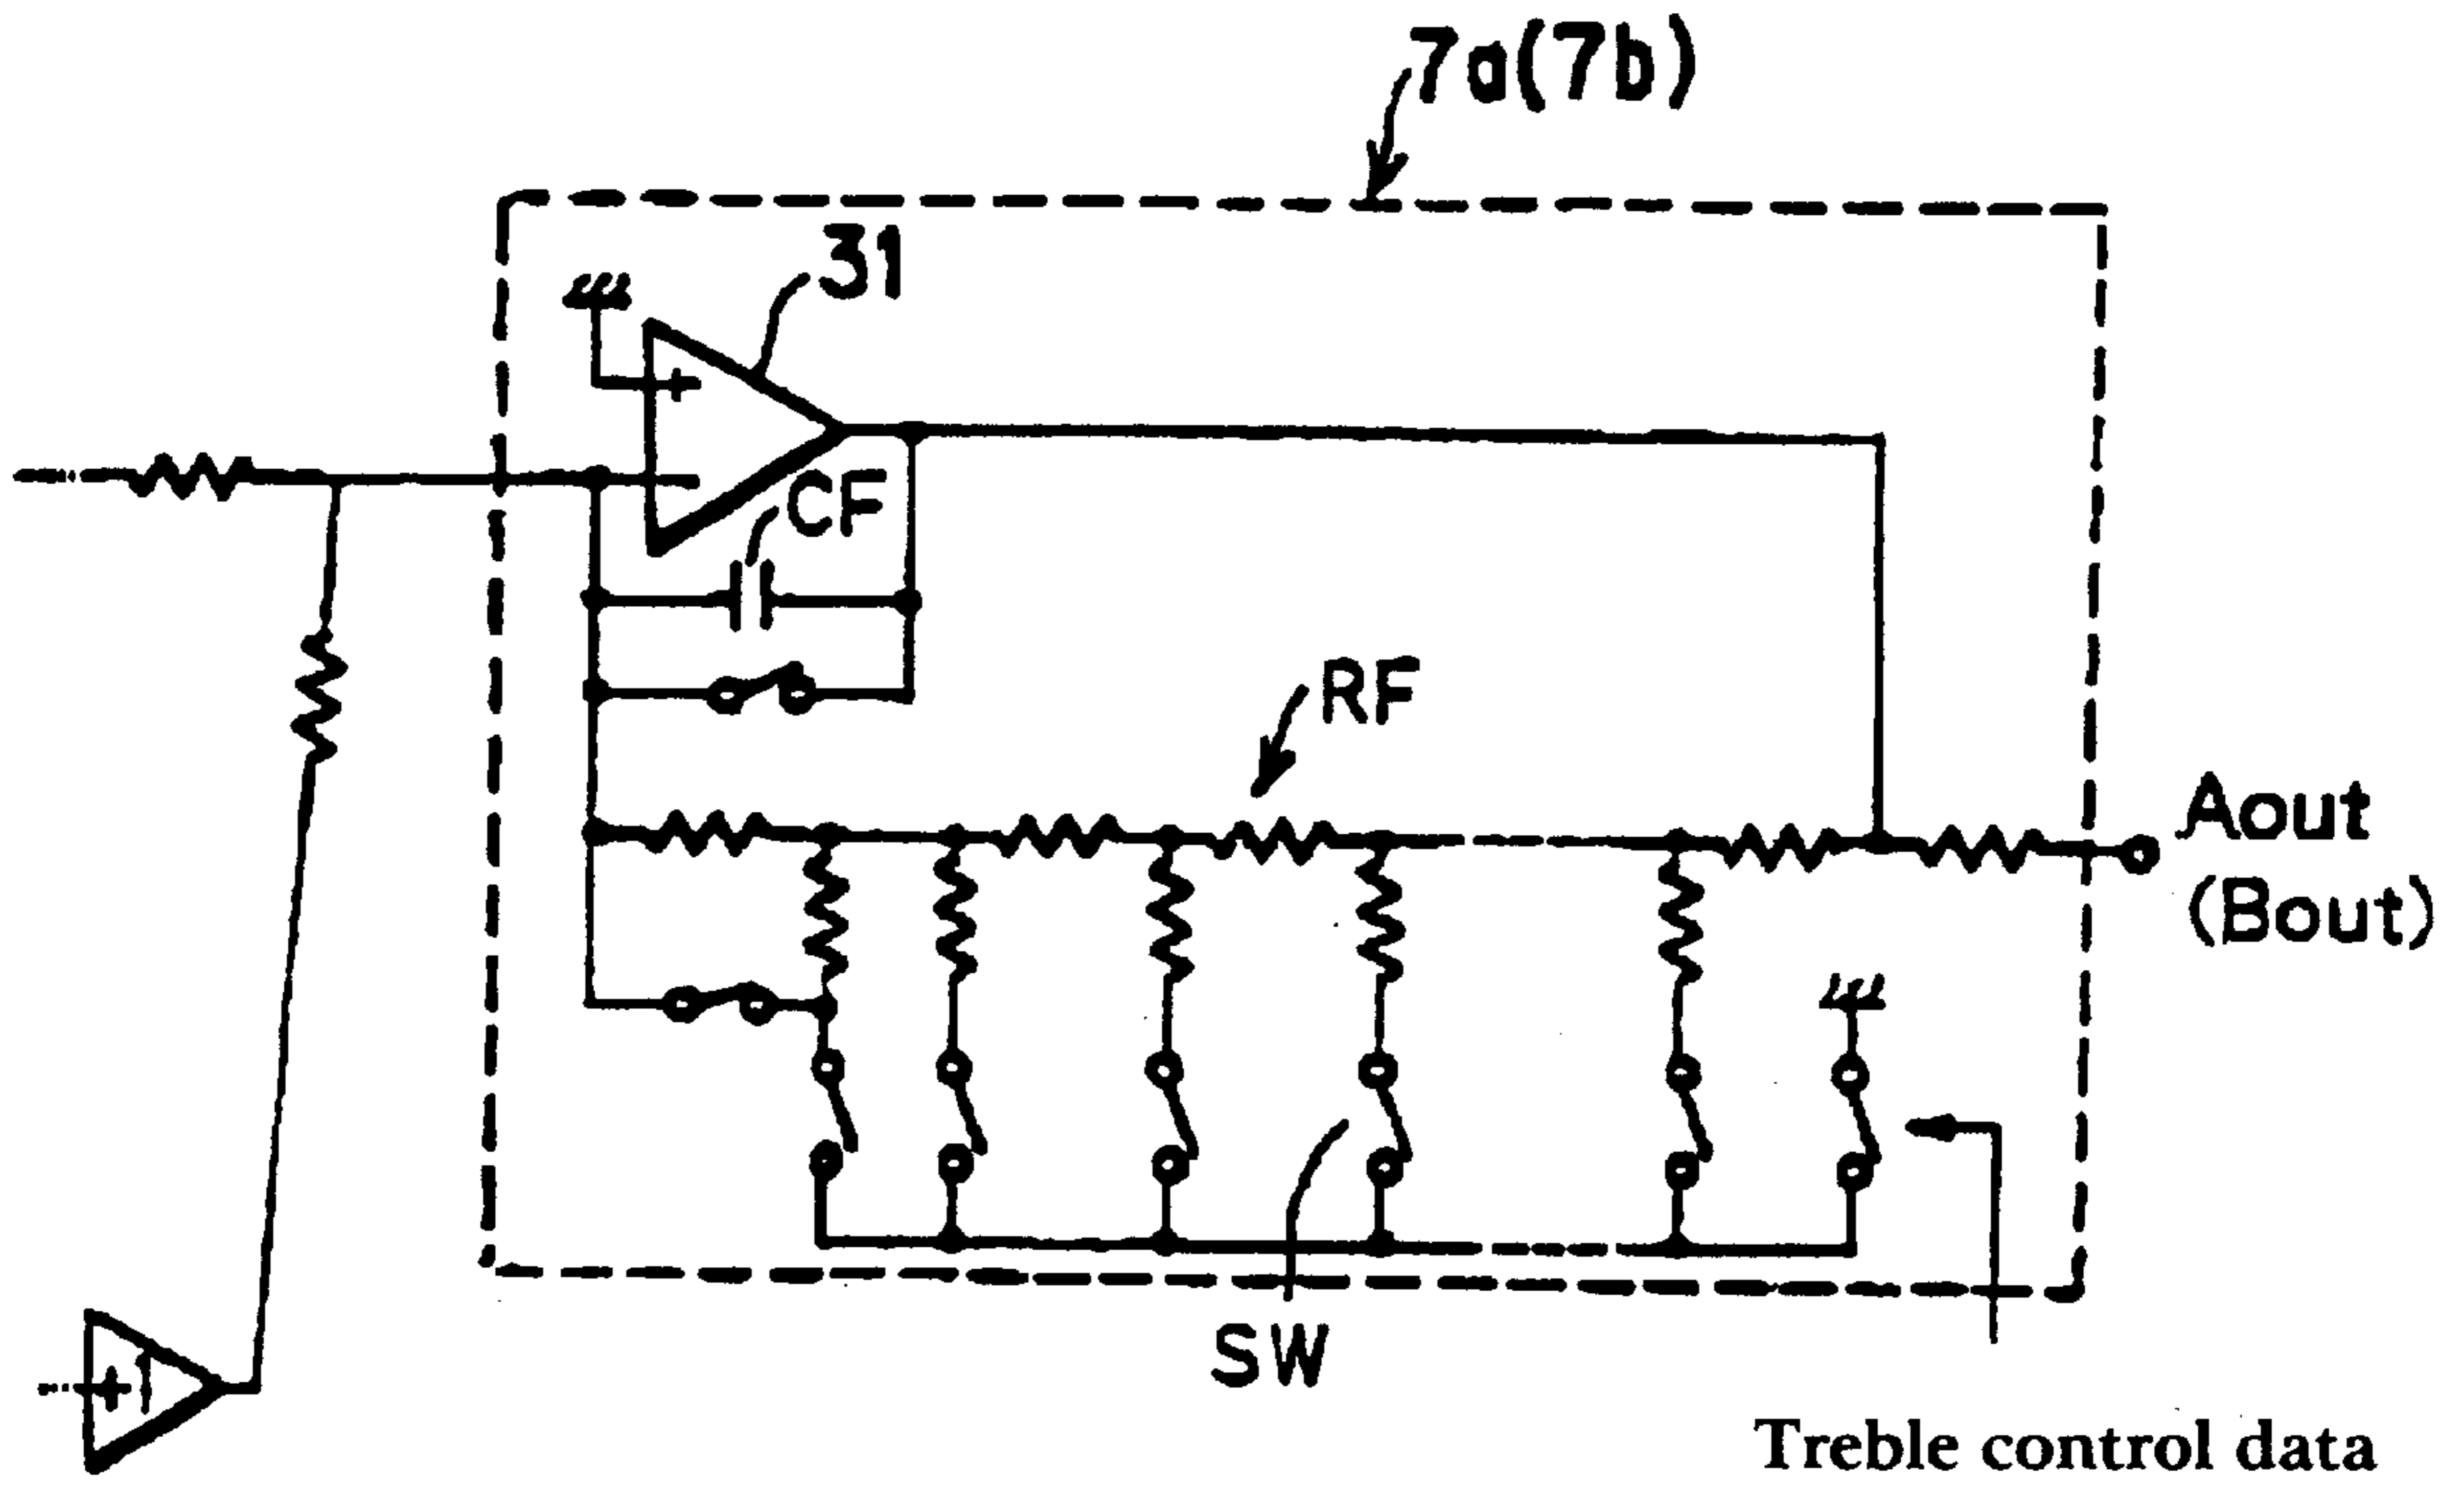 7a(7b)
31
+
−
CF
RF
Aout
(Bout)
SW
+1
Treble control data